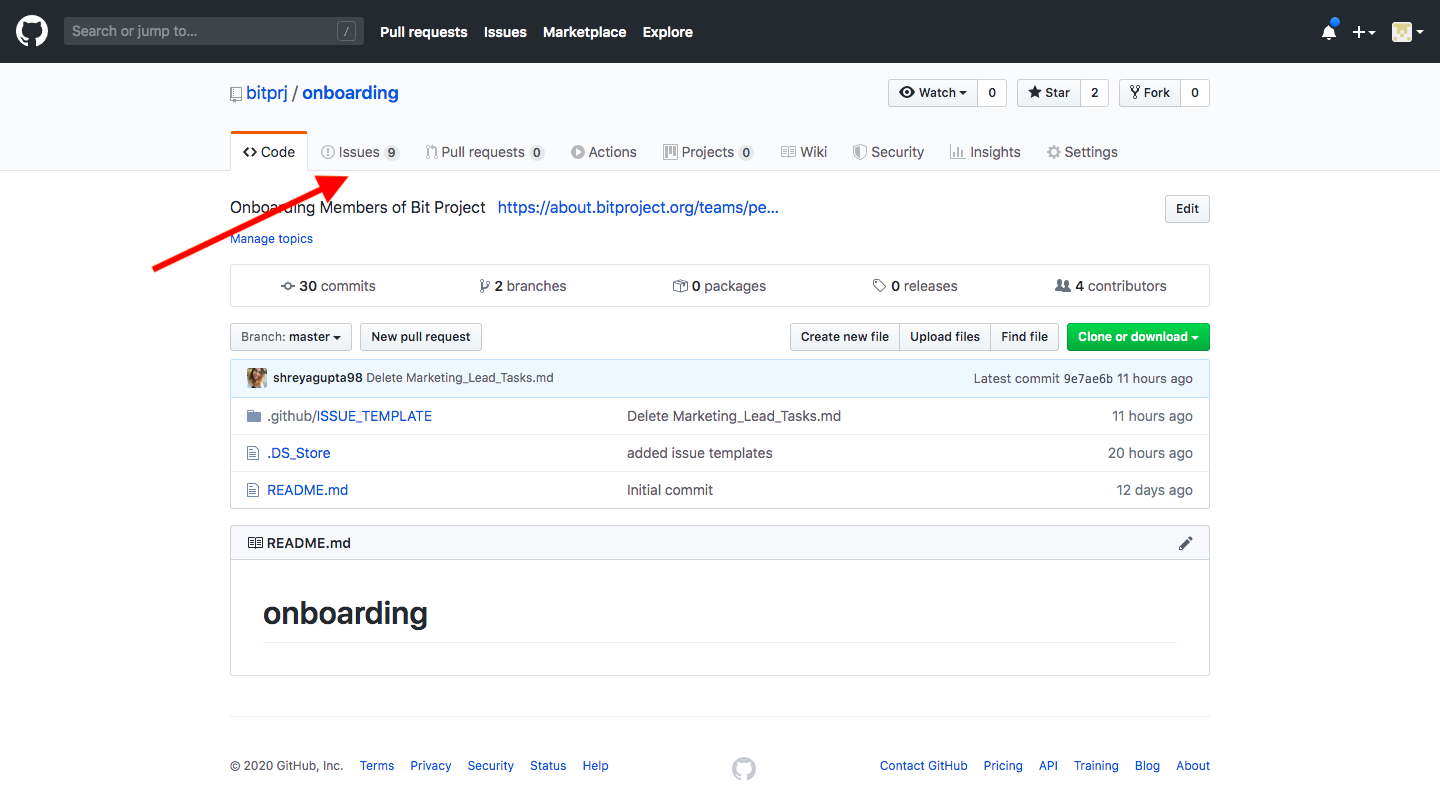 Search or jump to... / Pull requests Issues Marketplace Explore
bitprj / onboarding Watch 0 Star 2 Fork 0
Code Issues 9 Pull requests 0 Actions Projects 0 Wiki Security Insights Settings
Onboarding Members of Bit Project https://about.bitproject.org/teams/pe... Edit
Manage topics
30 commits 2 branches 0 packages 0 releases 4 contributors
Branch: master New pull request Create new file Upload files Find file Clone or download
shreyagupta98 Delete Marketing_Lead_Tasks.md Latest commit 9e7ae6b 11 hours ago
.github/ISSUE_TEMPLATE Delete Marketing_Lead_Tasks.md 11 hours ago
.DS_Store added issue templates 20 hours ago
README.md Initial commit 12 days ago
README.md
onboarding
© 2020 GitHub, Inc. Terms Privacy Security Status Help Contact GitHub Pricing API Training Blog About